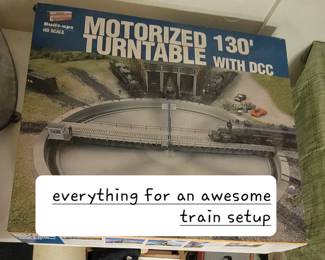 Built-ups
HO SCALE
MOTORIZED 130'
TURNTABLE WITH DCC
everything for an awesome
train setup